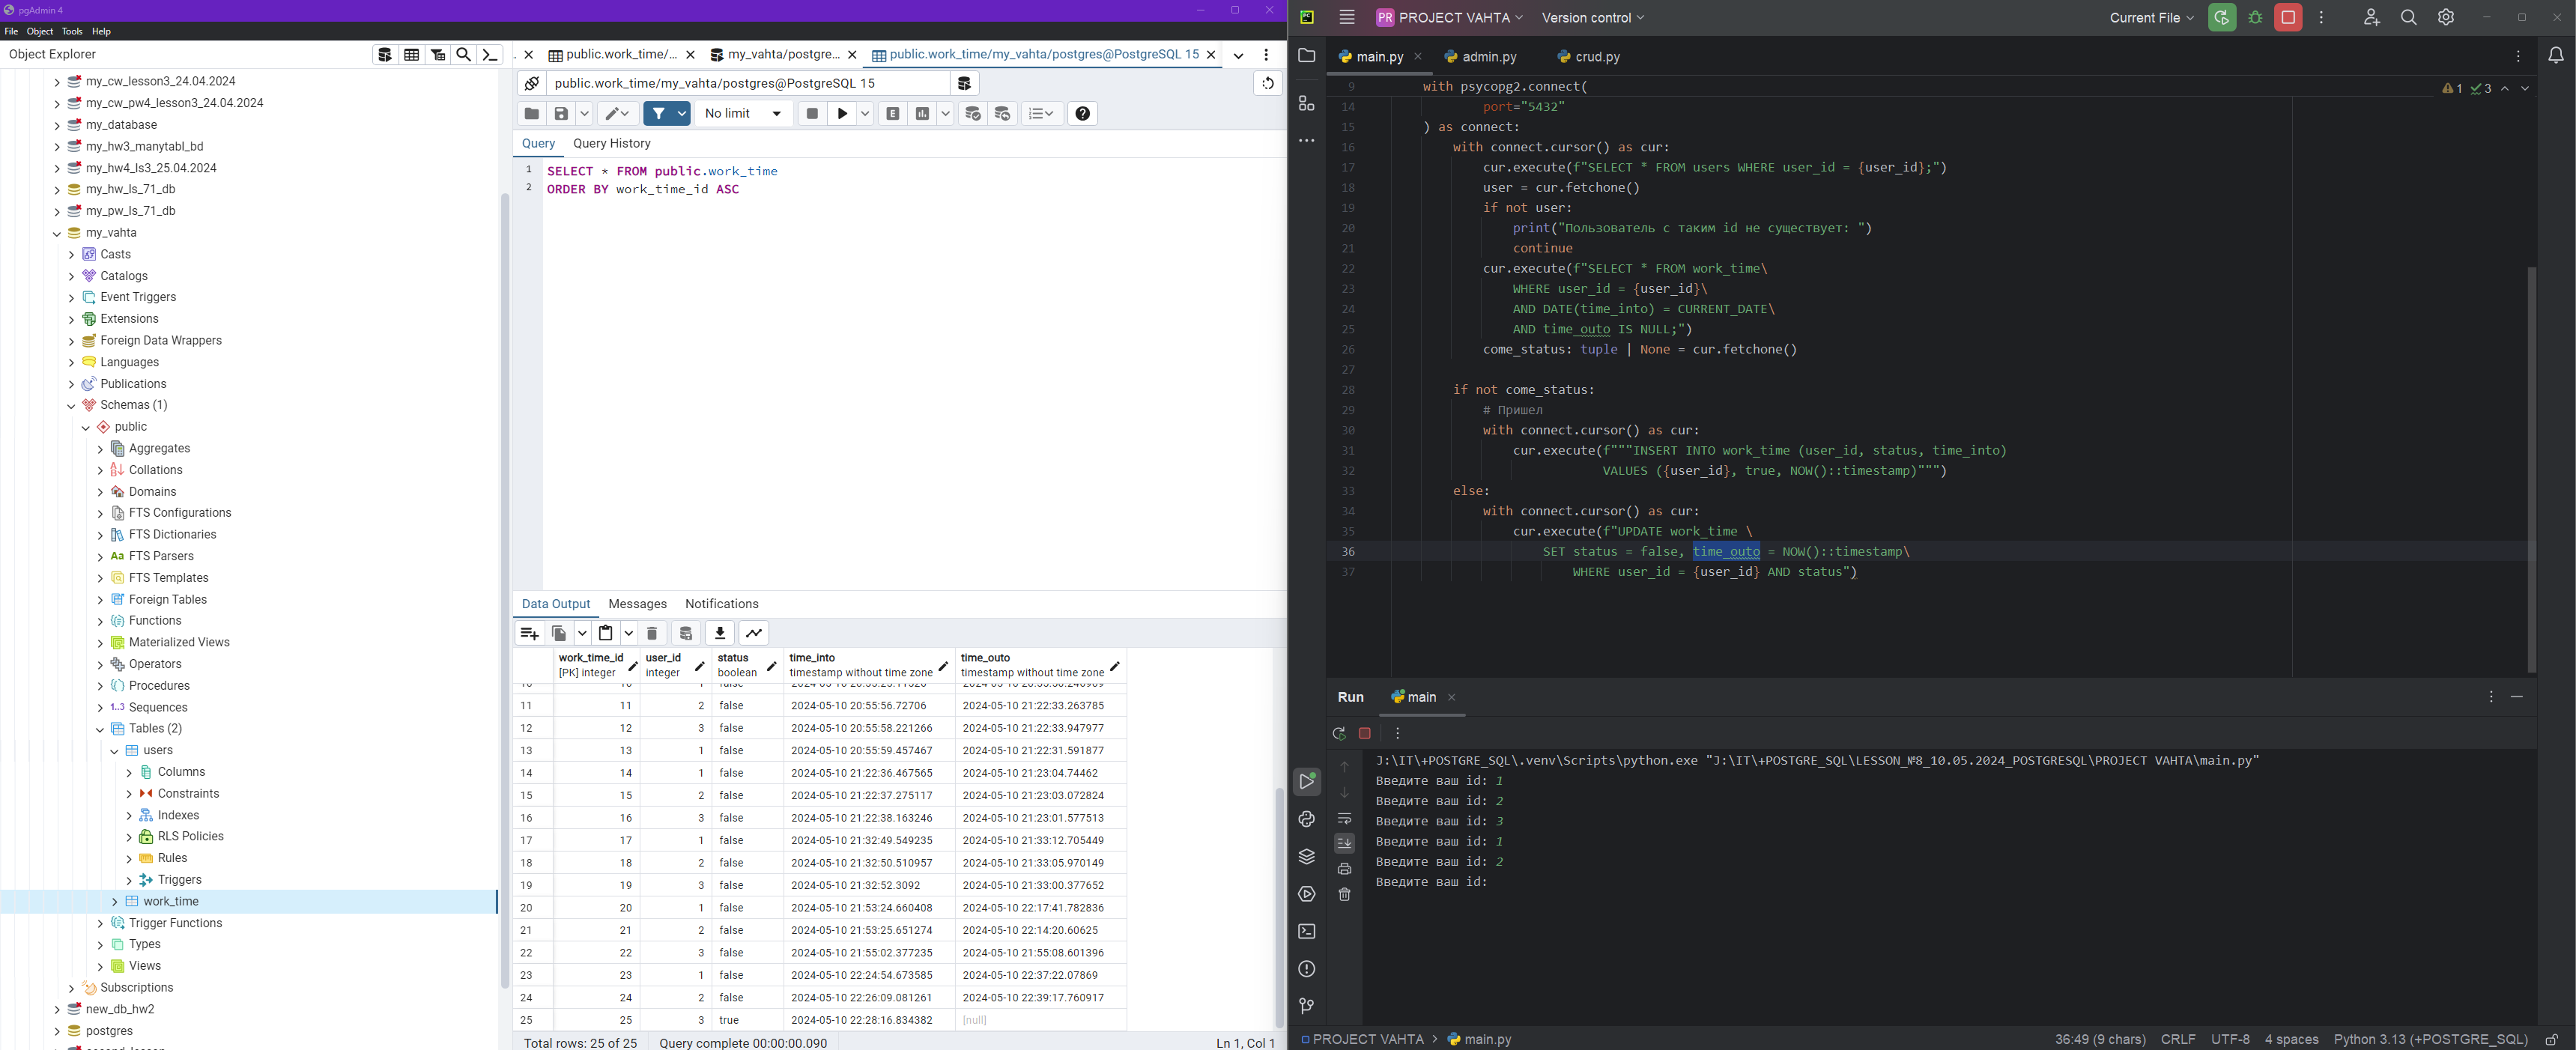 pgAdmin 4
File Object Tools Help
Object Explorer
my_cw_lesson3_24.04.2024
my_cw_pw4_lesson3_24.04.2024
my_database
my_hw3_manytabl_bd
my_hw4_ls3_25.04.2024
my_hw_ls_71_db
my_pw_ls_71_db
my_vahta
Casts
Catalogs
Event Triggers
Extensions
Foreign Data Wrappers
Languages
Publications
Schemas (1)
public
Aggregates
Collations
Domains
FTS Configurations
FTS Dictionaries
FTS Parsers
FTS Templates
Foreign Tables
Functions
Materialized Views
Operators
Procedures
Sequences
Tables (2)
users
Columns
Constraints
Indexes
RLS Policies
Rules
Triggers
work_time
Trigger Functions
Types
Views
Subscriptions
new_db_hw2
postgres
public.work_time/... my_vahta/postgre... public.work_time/my_vahta/postgres@PostgreSQL 15
public.work_time/my_vahta/postgres@PostgreSQL 15
No limit
Query Query History
1 SELECT * FROM public.work_time
2 ORDER BY work_time_id ASC
Data Output Messages Notifications
work_time_id user_id status time_into time_outo
[PK] integer integer boolean timestamp without time zone timestamp without time zone
11 11 2 false 2024-05-10 20:55:56.72706 2024-05-10 21:22:33.263785
12 12 3 false 2024-05-10 20:55:58.221266 2024-05-10 21:22:33.947977
13 13 1 false 2024-05-10 20:55:59.457467 2024-05-10 21:22:31.591877
14 14 1 false 2024-05-10 21:22:36.467565 2024-05-10 21:23:04.74462
15 15 2 false 2024-05-10 21:22:37.275117 2024-05-10 21:23:03.072824
16 16 3 false 2024-05-10 21:22:38.163246 2024-05-10 21:23:01.577513
17 17 1 false 2024-05-10 21:32:49.549235 2024-05-10 21:33:12.705449
18 18 2 false 2024-05-10 21:32:50.510957 2024-05-10 21:33:05.970149
19 19 3 false 2024-05-10 21:32:52.3092 2024-05-10 21:33:00.377652
20 20 1 false 2024-05-10 21:53:24.660408 2024-05-10 22:17:41.782836
21 21 2 false 2024-05-10 21:53:25.651274 2024-05-10 22:14:20.60625
22 22 3 false 2024-05-10 21:55:02.377235 2024-05-10 21:55:08.601396
23 23 1 false 2024-05-10 22:24:54.673585 2024-05-10 22:37:22.07869
24 24 2 false 2024-05-10 22:26:09.081261 2024-05-10 22:39:17.760917
25 25 3 true 2024-05-10 22:28:16.834382 [null]
Total rows: 25 of 25 Query complete 00:00:00.090 Ln 1, Col 1
PR PROJECT VAHTA Version control Current File
main.py admin.py crud.py
9 with psycopg2.connect( 1 3
14 port="5432"
15 ) as connect:
16 with connect.cursor() as cur:
17 cur.execute(f"SELECT * FROM users WHERE user_id = {user_id};")
18 user = cur.fetchone()
19 if not user:
20 print("Пользователь с таким id не существует: ")
21 continue
22 cur.execute(f"SELECT * FROM work_time\
23 WHERE user_id = {user_id}\
24 AND DATE(time_into) = CURRENT_DATE\
25 AND time_outo IS NULL;")
26 come_status: tuple | None = cur.fetchone()
27
28 if not come_status:
29 # Пришел
30 with connect.cursor() as cur:
31 cur.execute(f"""INSERT INTO work_time (user_id, status, time_into)
32 VALUES ({user_id}, true, NOW()::timestamp)""")
33 else:
34 with connect.cursor() as cur:
35 cur.execute(f"UPDATE work_time \
36 SET status = false, time_outo = NOW()::timestamp\
37 WHERE user_id = {user_id} AND status")
Run main
J:\IT\+POSTGRE_SQL\.venv\Scripts\python.exe "J:\IT\+POSTGRE_SQL\LESSON_№8_10.05.2024_POSTGRESQL\PROJECT VAHTA\main.py"
Введите ваш id: 1
Введите ваш id: 2
Введите ваш id: 3
Введите ваш id: 1
Введите ваш id: 2
Введите ваш id:
PROJECT VAHTA > main.py 36:49 (9 chars) CRLF UTF-8 4 spaces Python 3.13 (+POSTGRE_SQL)